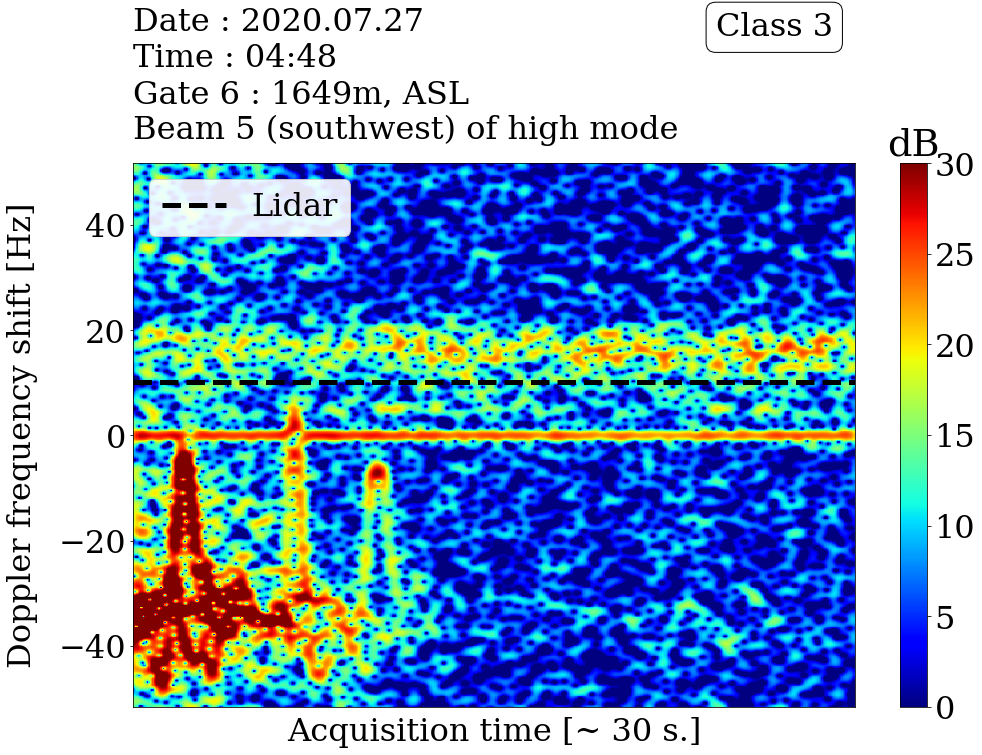 Date : 2020.07.27
Time : 04:48
Gate 6 : 1649m, ASL
Beam 5 (southwest) of high mode
Class 3
dB
Lidar
Doppler frequency shift [Hz]
40
20
0
−20
−40
Acquisition time [~ 30 s.]
30
25
20
15
10
5
0